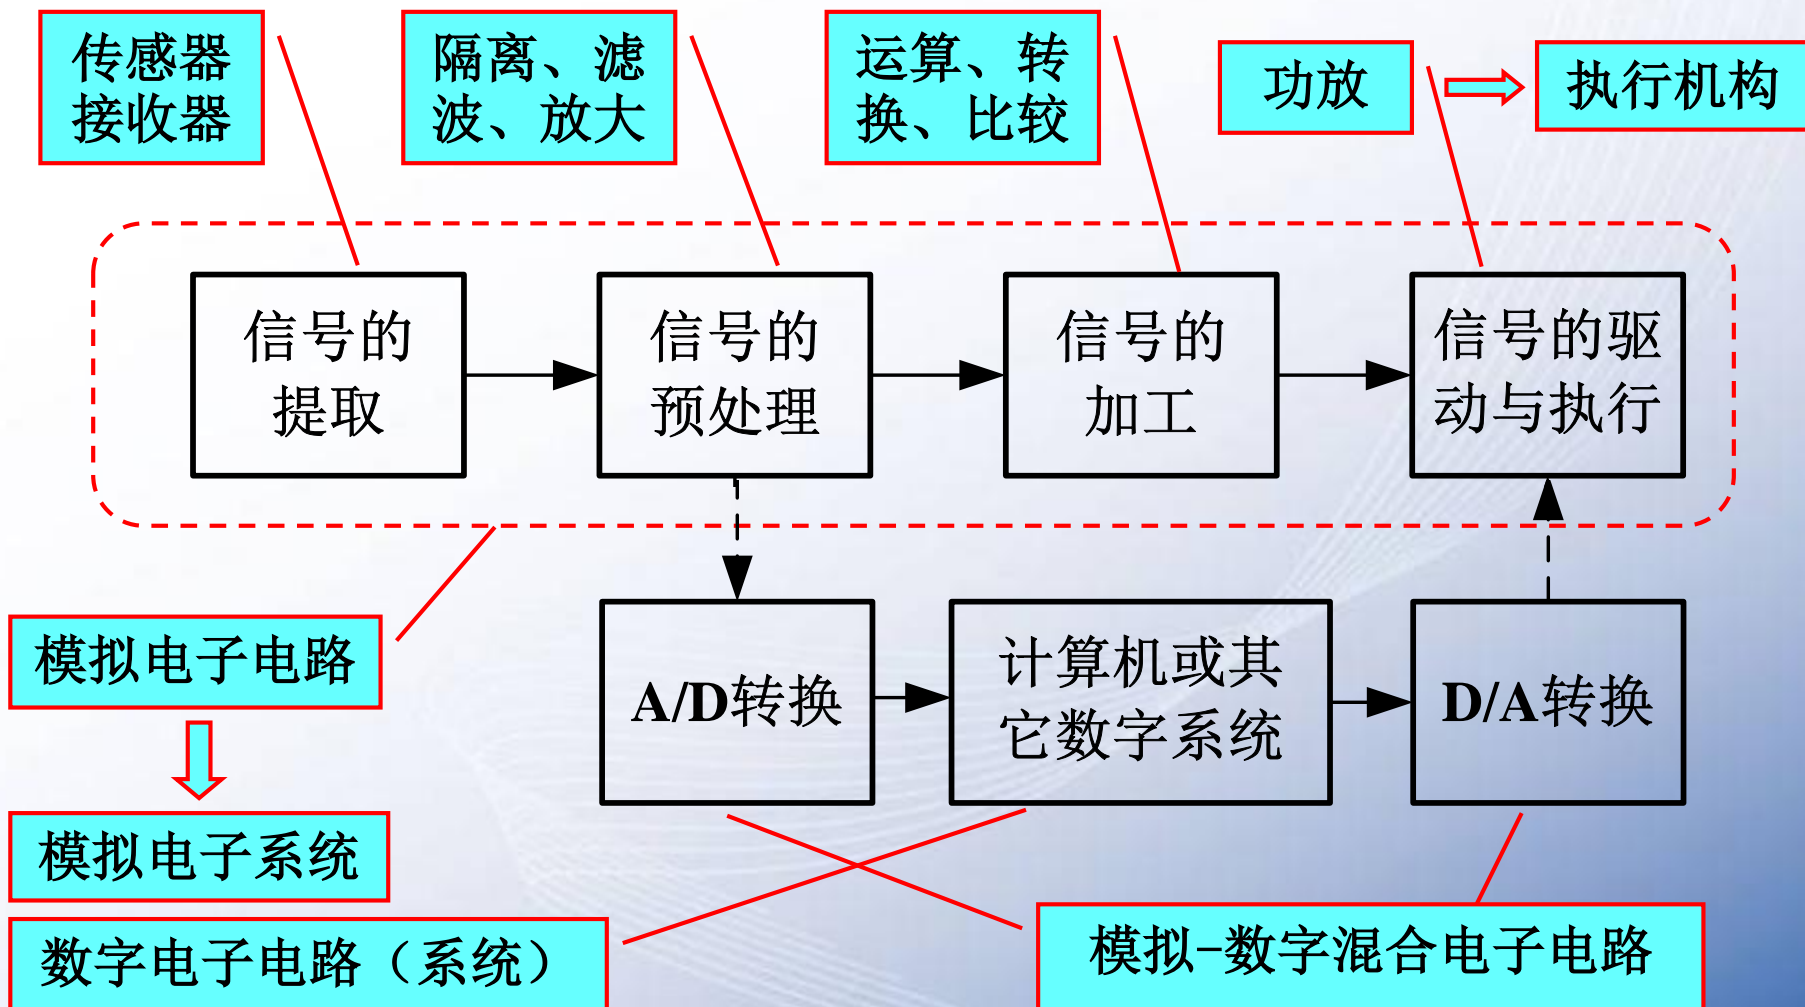 传感器
接收器
隔离、滤
波、放大
运算、转
换、比较
功放
执行机构
信号的
提取
信号的
预处理
信号的
加工
信号的驱
动与执行
模拟电子电路
A/D转换
计算机或其
它数字系统
D/A转换
模拟电子系统
数字电子电路（系统）
模拟-数字混合电子电路